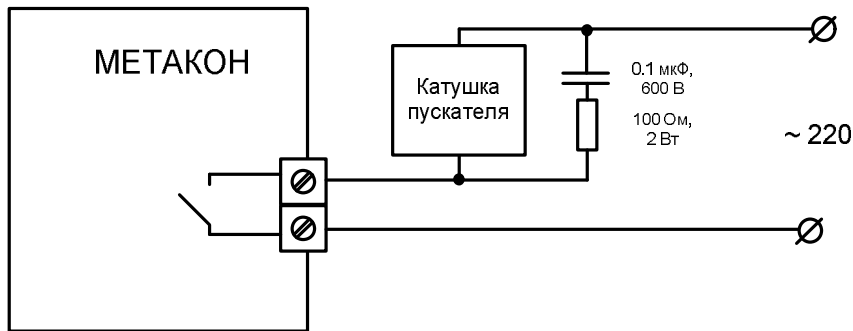 МЕТАКОН
Катушка
пускателя
0.1 мкФ,
600 В
100 Ом,
2 Вт
~ 220